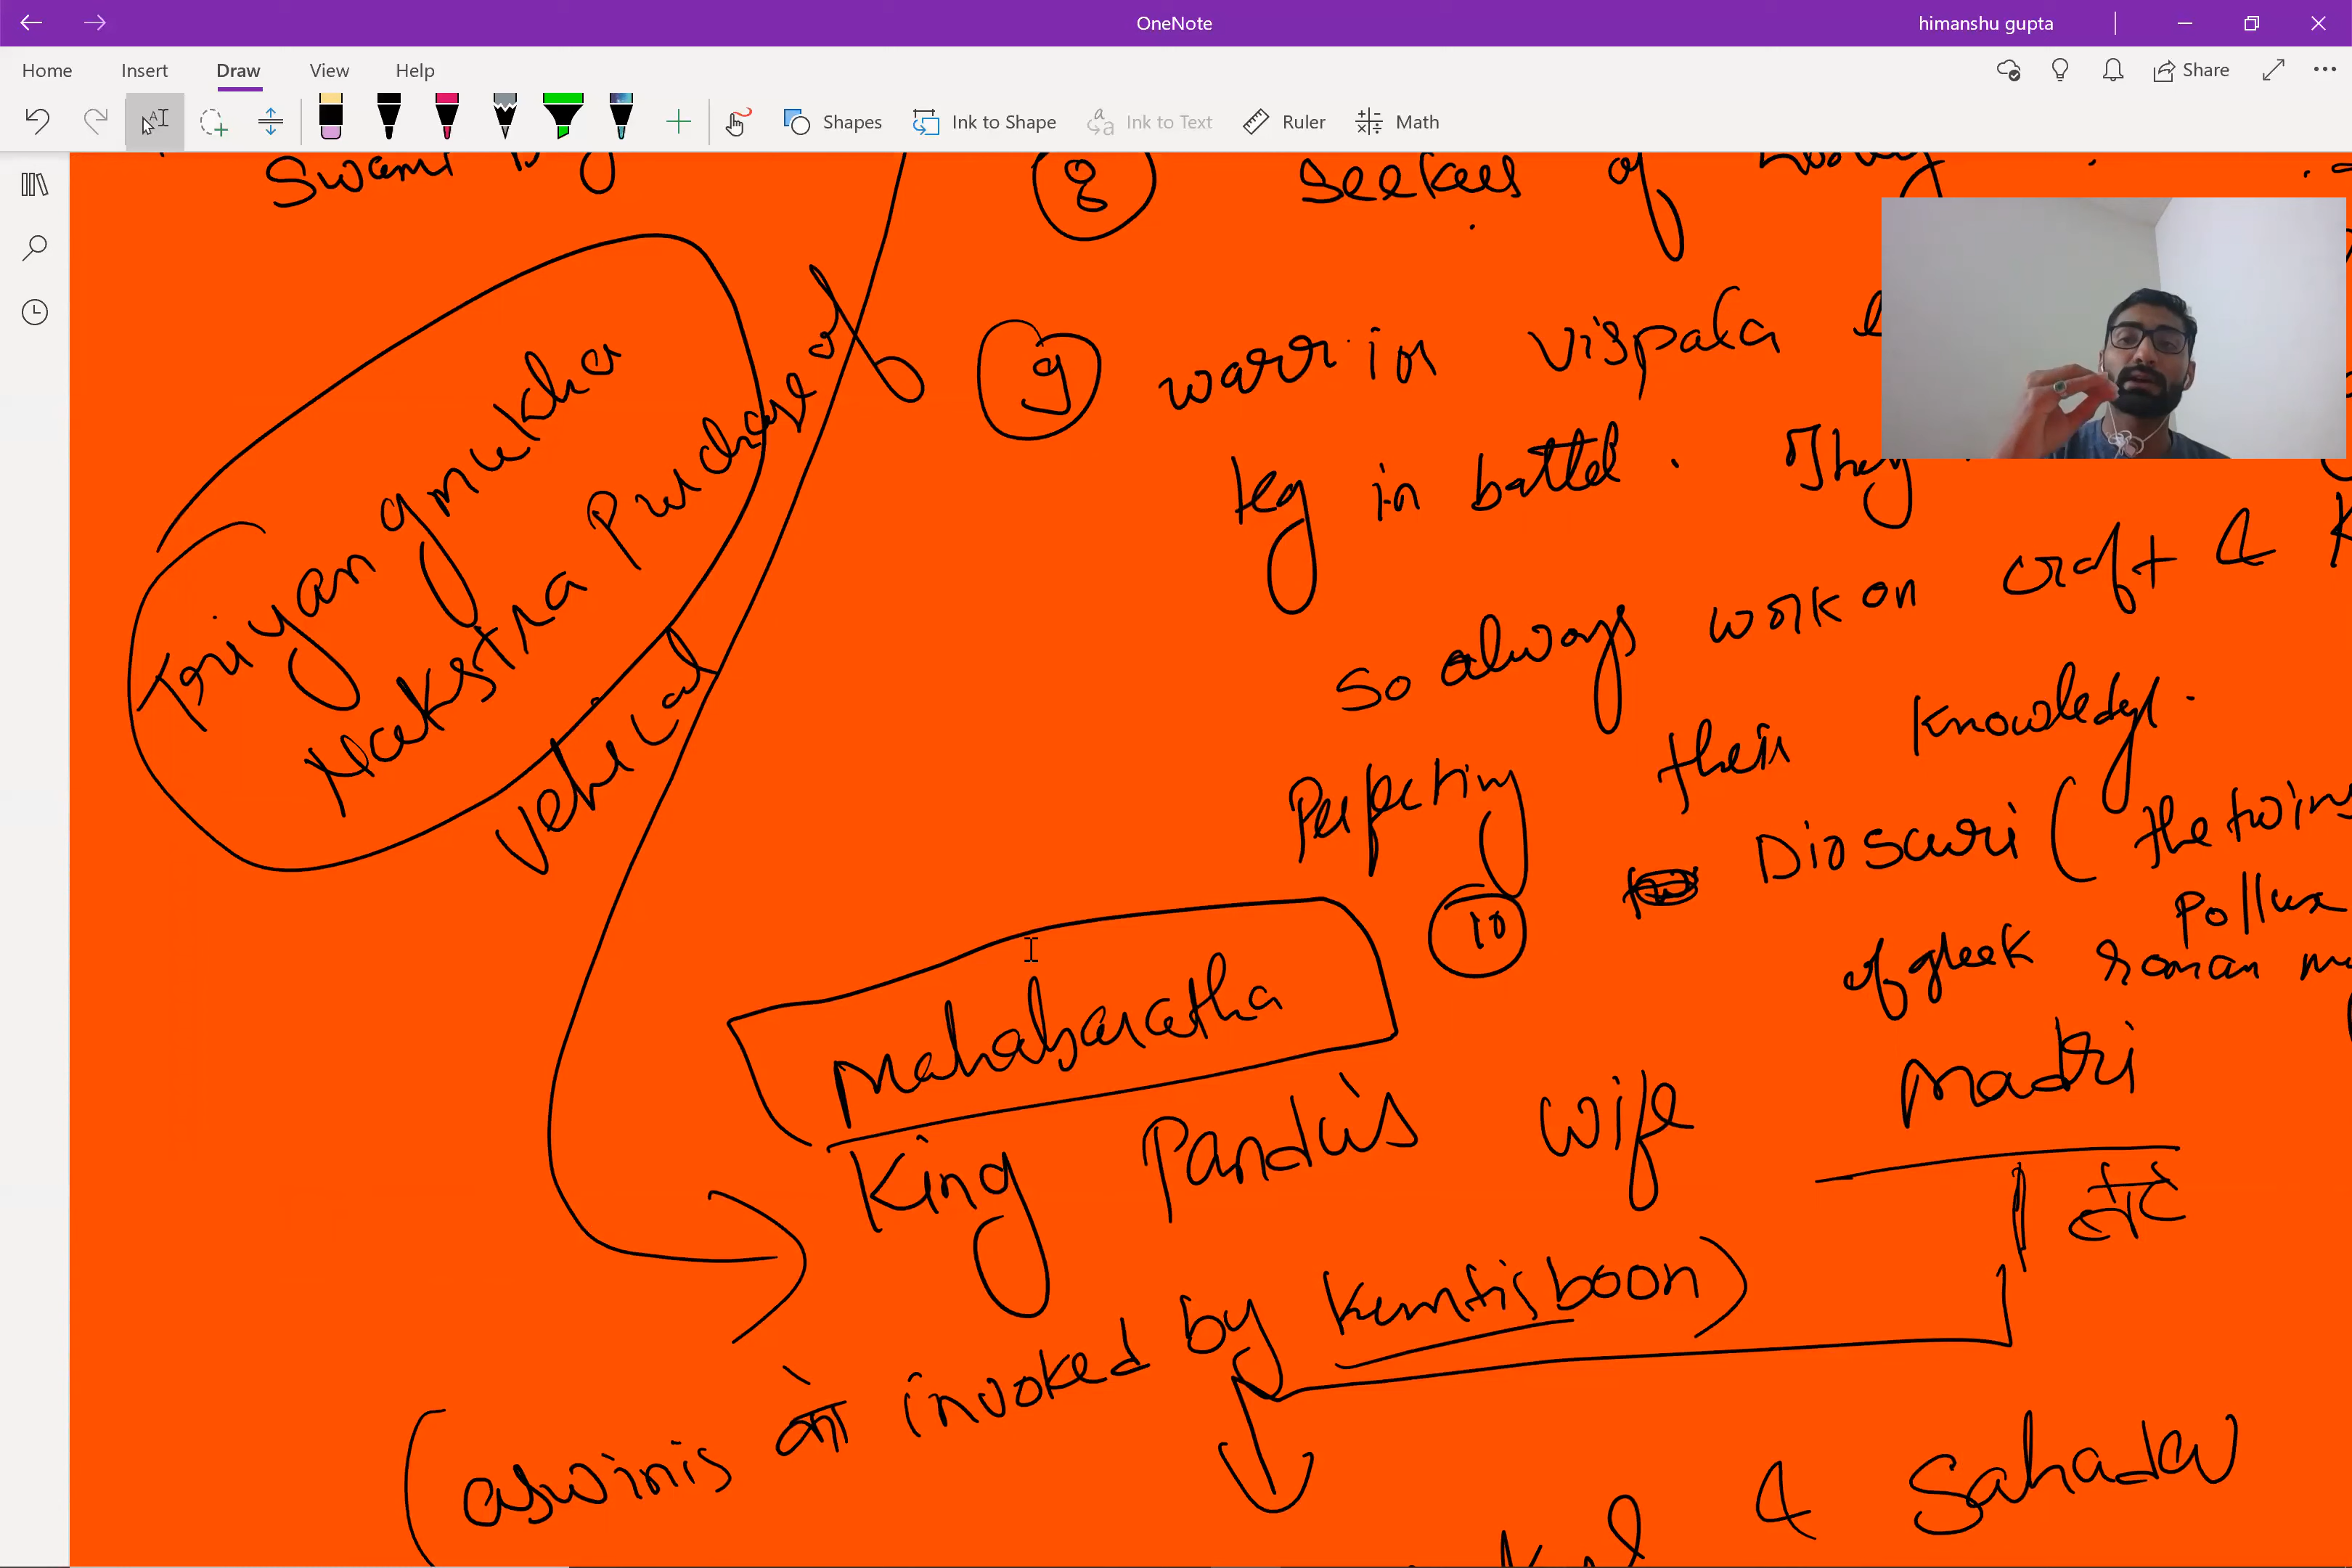 OneNote
himanshu gupta
Home Insert Draw View Help
Share
Shapes Ink to Shape Ink to Text Ruler Math
Swami
8 seekers of
9 warrior vispala
leg in battel. They
so always work on craft &
Perfecting their knowledge.
10 Dioscuri (the twins
Pollux
of greek roman
Triyangmukha
Nakstra Purchase of
vehical
Mahabaratha
King Pandu's wife Madri
(aswinis को invoked by kuntis boon)
& Sahadev